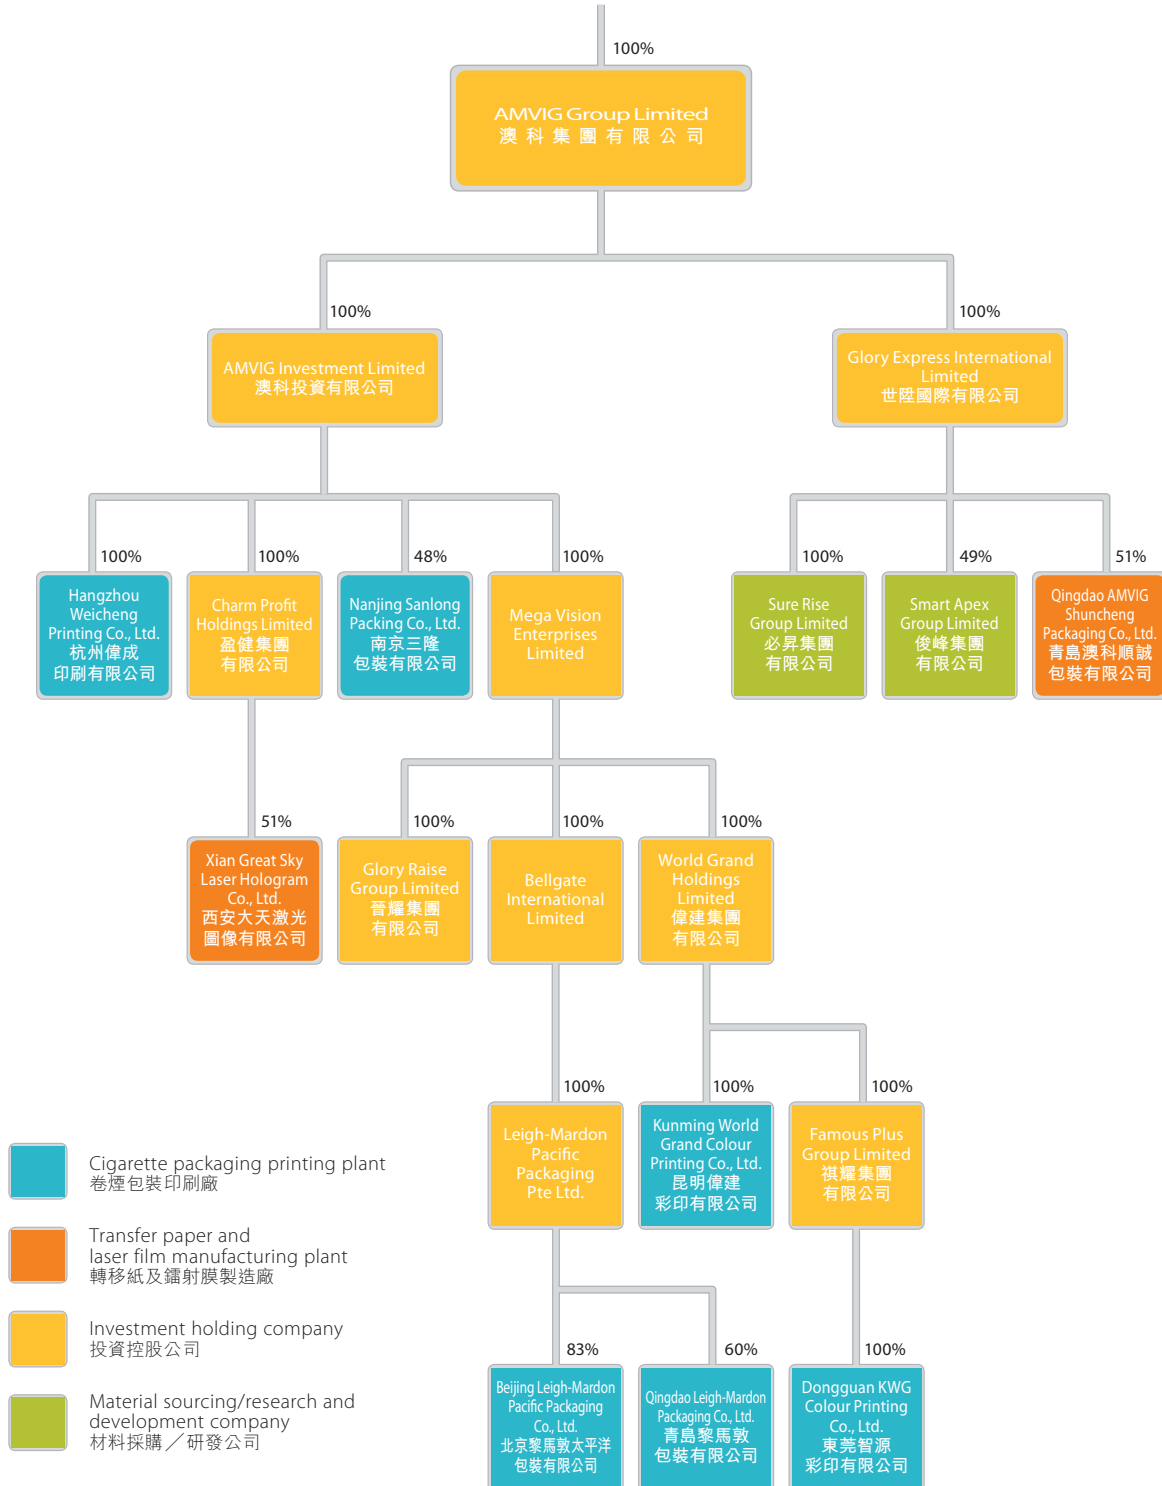 100%
AMVIG Group Limited
澳科集團有限公司
100%
100%
AMVIG Investment Limited
澳科投資有限公司
Glory Express International
Limited
世陞國際有限公司
100%
100%
48%
100%
100%
49%
51%
Hangzhou
Weicheng
Printing Co., Ltd.
杭州偉成
印刷有限公司
Charm Profit
Holdings Limited
盈健集團
有限公司
Nanjing Sanlong
Packing Co., Ltd.
南京三隆
包裝有限公司
Mega Vision
Enterprises
Limited
Sure Rise
Group Limited
必昇集團
有限公司
Smart Apex
Group Limited
俊峰集團
有限公司
Qingdao AMVIG
Shuncheng
Packaging Co., Ltd.
青島澳科順誠
包裝有限公司
51%
100%
100%
100%
Xian Great Sky
Laser Hologram
Co., Ltd.
西安大天激光
圖像有限公司
Glory Raise
Group Limited
晉耀集團
有限公司
Bellgate
International
Limited
World Grand
Holdings
Limited
偉建集團
有限公司
100%
100%
100%
Leigh-Mardon
Pacific
Packaging
Pte Ltd.
Kunming World
Grand Colour
Printing Co., Ltd.
昆明偉建
彩印有限公司
Famous Plus
Group Limited
祺耀集團
有限公司
83%
60%
100%
Beijing Leigh-Mardon
Pacific Packaging
Co., Ltd.
北京黎馬敦太平洋
包裝有限公司
Qingdao Leigh-Mardon
Packaging Co., Ltd.
青島黎馬敦
包裝有限公司
Dongguan KWG
Colour Printing
Co., Ltd.
東莞智源
彩印有限公司
Cigarette packaging printing plant
卷煙包裝印刷廠
Transfer paper and
laser film manufacturing plant
轉移紙及鐳射膜製造廠
Investment holding company
投資控股公司
Material sourcing/research and
development company
材料採購／研發公司